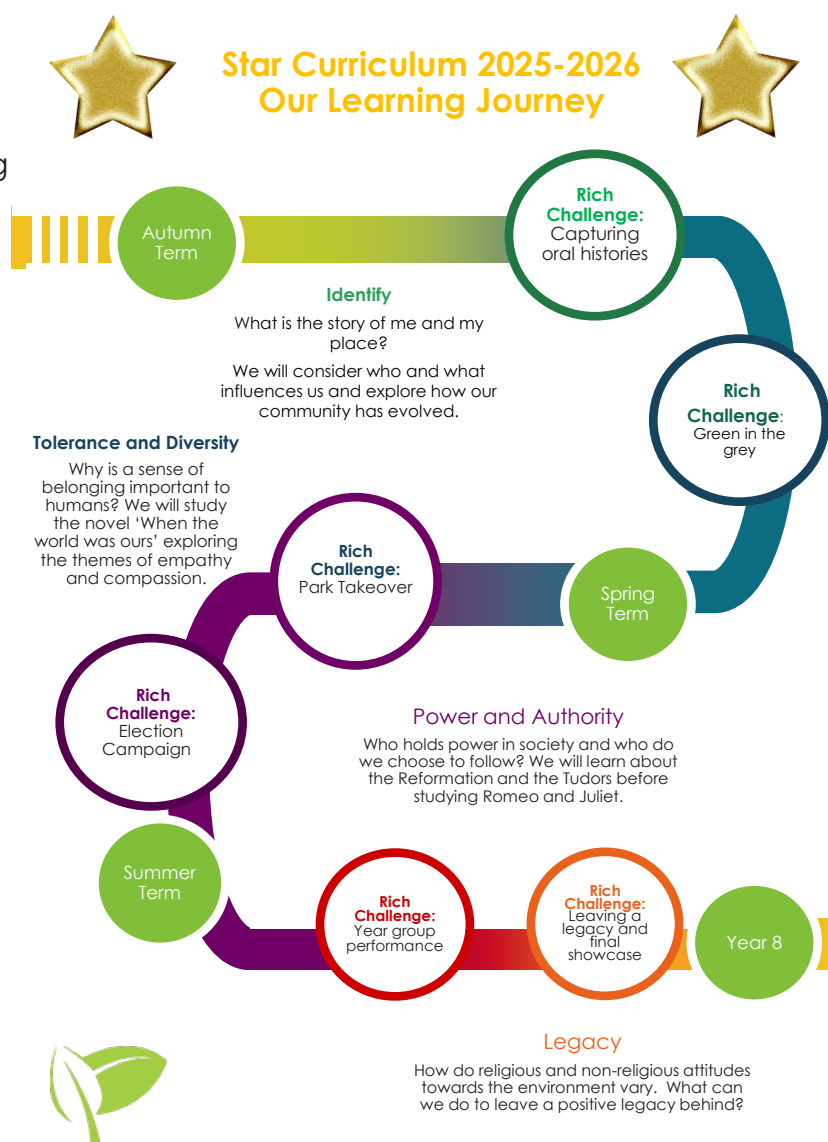 Star Curriculum 2025-2026
Our Learning Journey
g
Autumn
Term
Rich
Challenge:
Capturing
oral histories
Identify
What is the story of me and my
place?
We will consider who and what
influences us and explore how our
community has evolved.
Rich
Challenge:
Green in the
grey
Tolerance and Diversity
Why is a sense of
belonging important to
humans? We will study
the novel ‘When the
world was ours’ exploring
the themes of empathy
and compassion.
Spring
Term
Rich
Challenge:
Park Takeover
Rich
Challenge:
Election
Campaign
Power and Authority
Who holds power in society and who do
we choose to follow? We will learn about
the Reformation and the Tudors before
studying Romeo and Juliet.
Summer
Term
Rich
Challenge:
Year group
performance
Rich
Challenge:
Leaving a
legacy and
final
showcase
Year 8
Legacy
How do religious and non-religious attitudes
towards the environment vary. What can
we do to leave a positive legacy behind?